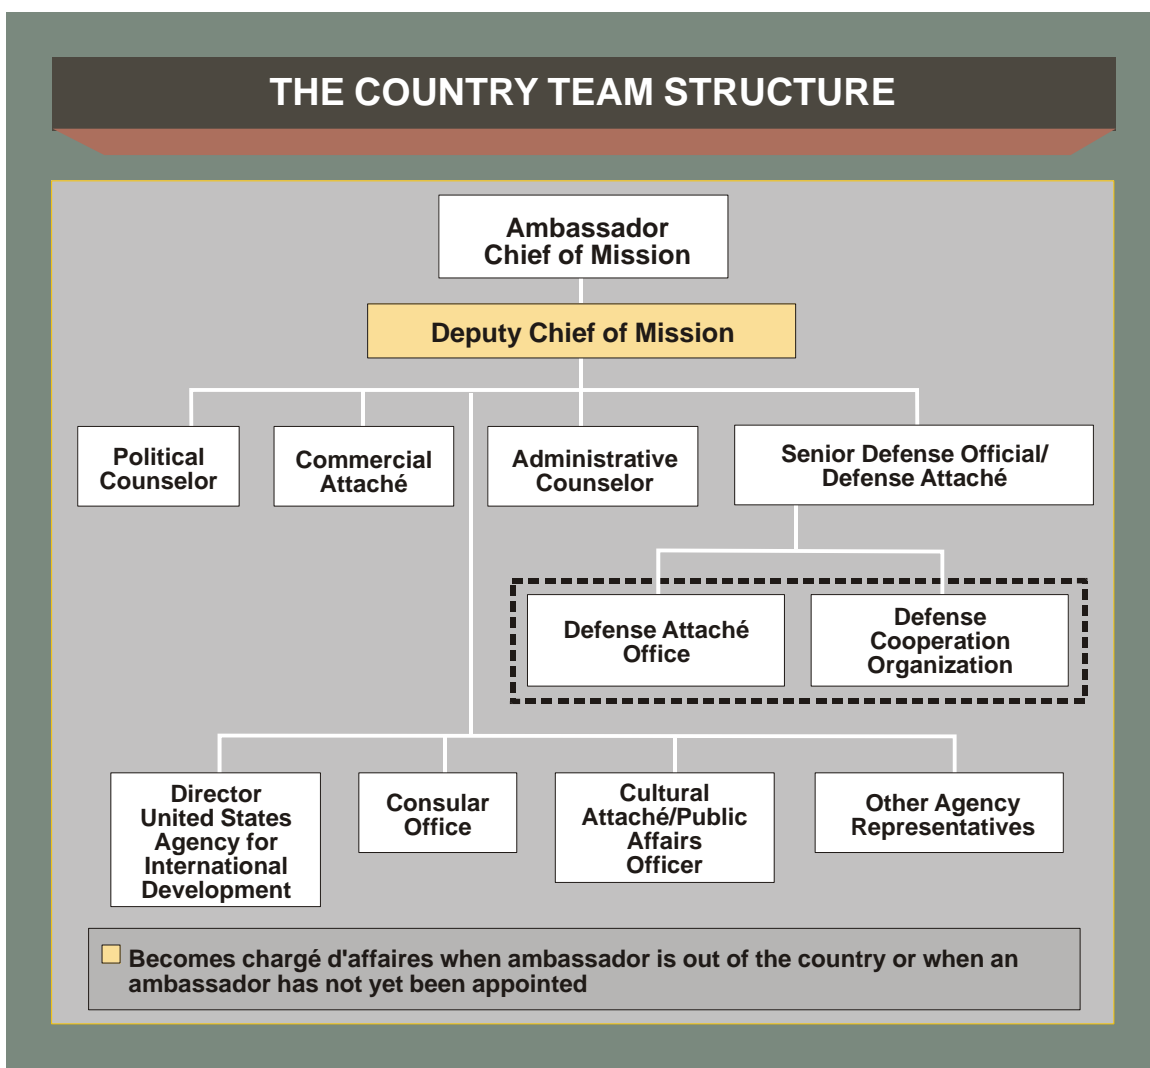 THE COUNTRY TEAM STRUCTURE
Ambassador
Chief of Mission
Deputy Chief of Mission
Political
Counselor
Commercial
Attaché
Administrative
Counselor
Senior Defense Official/
Defense Attaché
Defense Attaché
Office
Defense
Cooperation
Organization
Director
United States
Agency for
International
Development
Consular
Office
Cultural
Attaché/Public
Affairs
Officer
Other Agency
Representatives
Becomes chargé d'affaires when ambassador is out of the country or when an
ambassador has not yet been appointed